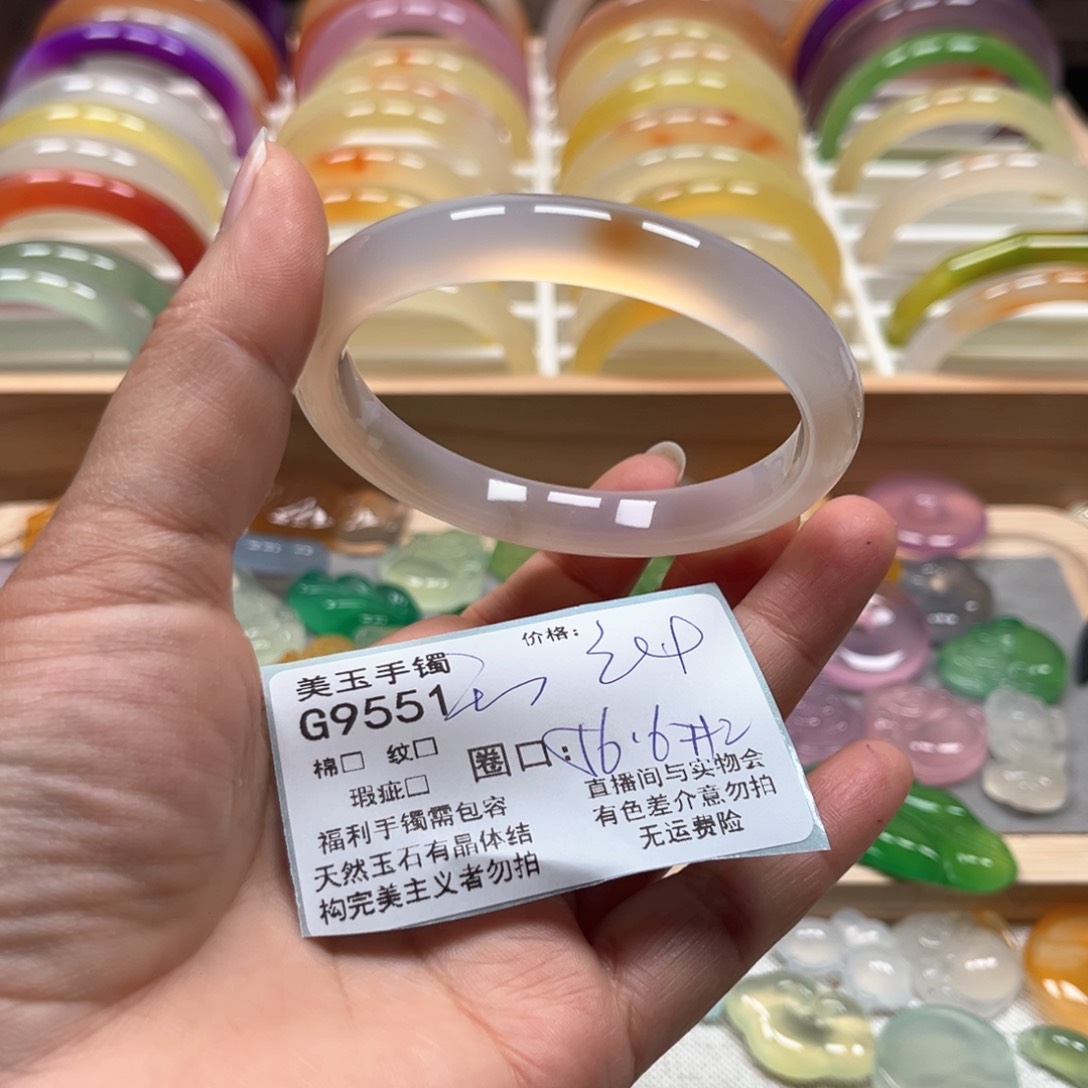 价格:
美玉手镯
G9551
棉□ 纹□
圈口: 56.6
瑕疵□
直播间与实物会
福利手镯需包容
有色差介意勿拍
天然玉石有晶体结
无运费险
构完美主义者勿拍